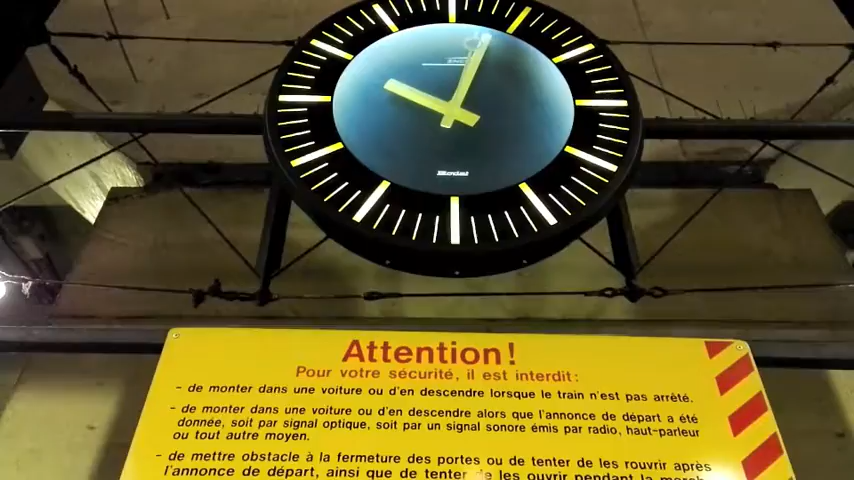 Attention!
Pour votre sécurité, il est interdit:
- de monter dans une voiture ou d'en descendre lorsque le train n'est pas arrêté.
- de monter dans une voiture ou d'en descendre alors que l'annonce du départ a été
donnée, soit par signal optique, soit par un signal sonore émis par radio, haut-parleur
ou tout autre moyen.
- de mettre obstacle à la fermeture des portes ou de tenter de les rouvrir après
l'annonce du départ, ainsi que de tenter de les ouvrir pendant la